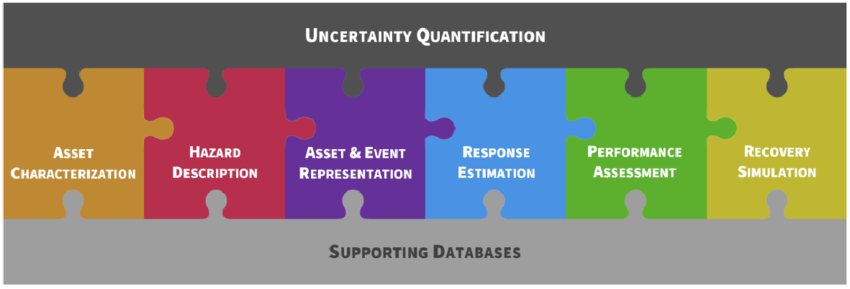 UNCERTAINTY QUANTIFICATION
ASSET
CHARACTERIZATION
HAZARD
DESCRIPTION
ASSET & EVENT
REPRESENTATION
RESPONSE
ESTIMATION
PERFORMANCE
ASSESSMENT
RECOVERY
SIMULATION
SUPPORTING DATABASES